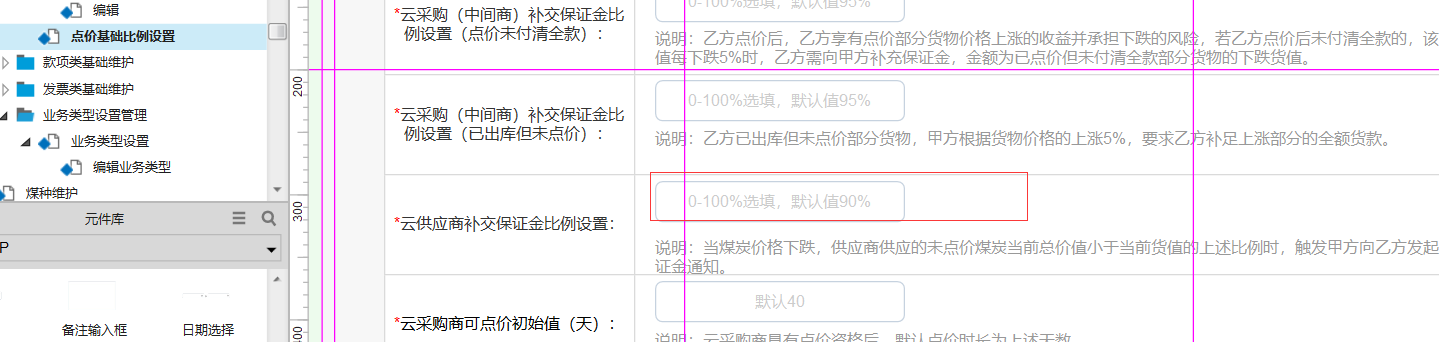 编辑
点价基础比例设置
款项类基础维护
发票类基础维护
业务类型设置管理
业务类型设置
编辑业务类型
煤种维护
元件库
P
备注输入框
日期选择
200
300
400
*云采购（中间商）补交保证金比
例设置（点价未付清全款）：
0-100%选填，默认值95%
说明：乙方点价后，乙方享有点价部分货物价格上涨的收益并承担下跌的风险，若乙方点价后未付清全款的，该
值每下跌5%时，乙方需向甲方补充保证金，金额为已点价但未付清全款部分货物的下跌货值。
*云采购（中间商）补交保证金比
例设置（已出库但未点价）：
0-100%选填，默认值95%
说明：乙方已出库但未点价部分货物，甲方根据货物价格的上涨5%，要求乙方补足上涨部分的全额货款。
*云供应商补交保证金比例设置：
0-100%选填，默认值90%
说明：当煤炭价格下跌，供应商供应的未点价煤炭当前总价值小于当前货值的上述比例时，触发甲方向乙方发起
证金通知。
*云采购商可点价初始值（天）：
默认40
说明：云采购商具有点价资格后，默认点价时长为上述天数